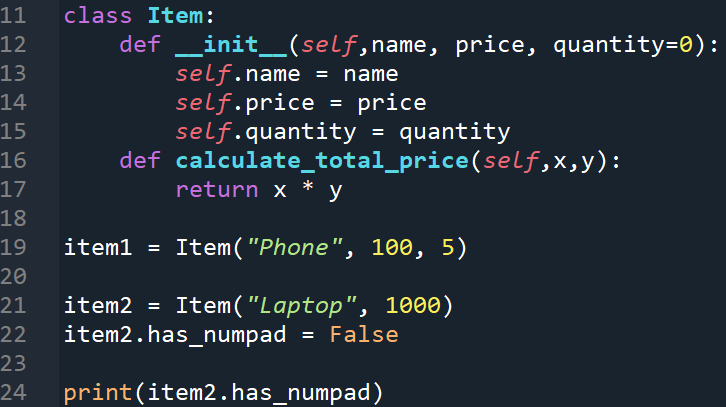 11 class Item:
12     def __init__(self,name, price, quantity=0):
13         self.name = name
14         self.price = price
15         self.quantity = quantity
16     def calculate_total_price(self,x,y):
17         return x * y
18
19 item1 = Item("Phone", 100, 5)
20
21 item2 = Item("Laptop", 1000)
22 item2.has_numpad = False
23
24 print(item2.has_numpad)